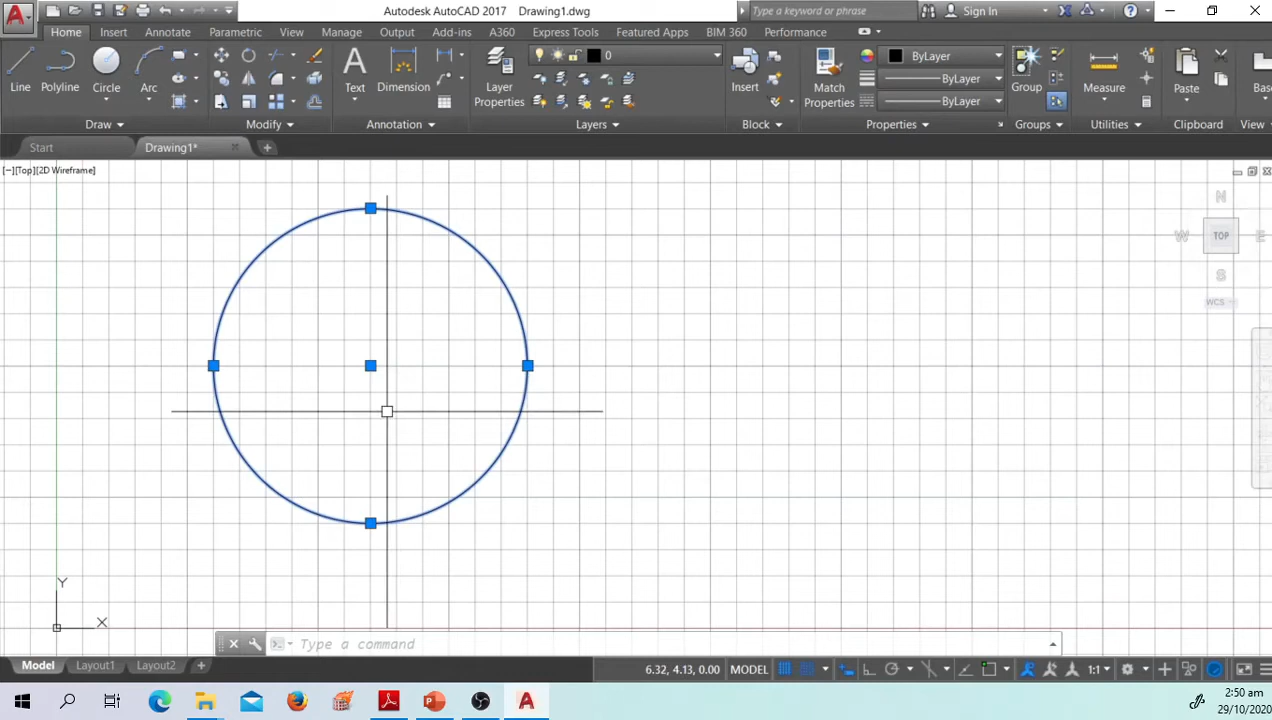 Autodesk AutoCAD 2017 Drawing1.dwg
Type a keyword or phrase
Sign In
Home Insert Annotate Parametric View Manage Output Add-ins A360 Express Tools Featured Apps BIM 360 Performance
0
ByLayer
ByLayer
ByLayer
Line Polyline Circle Arc
Text Dimension
Layer
Properties
Insert
Match
Properties
Group
Measure
Paste
Base
Draw Modify Annotation Layers Block Properties Groups Utilities Clipboard View
Start Drawing1*
[−][Top][2D Wireframe]
N
W TOP E
S
WCS
Y
X
Type a command
Model Layout1 Layout2
6.32, 4.13, 0.00 MODEL
1:1
2:50 am
29/10/2020